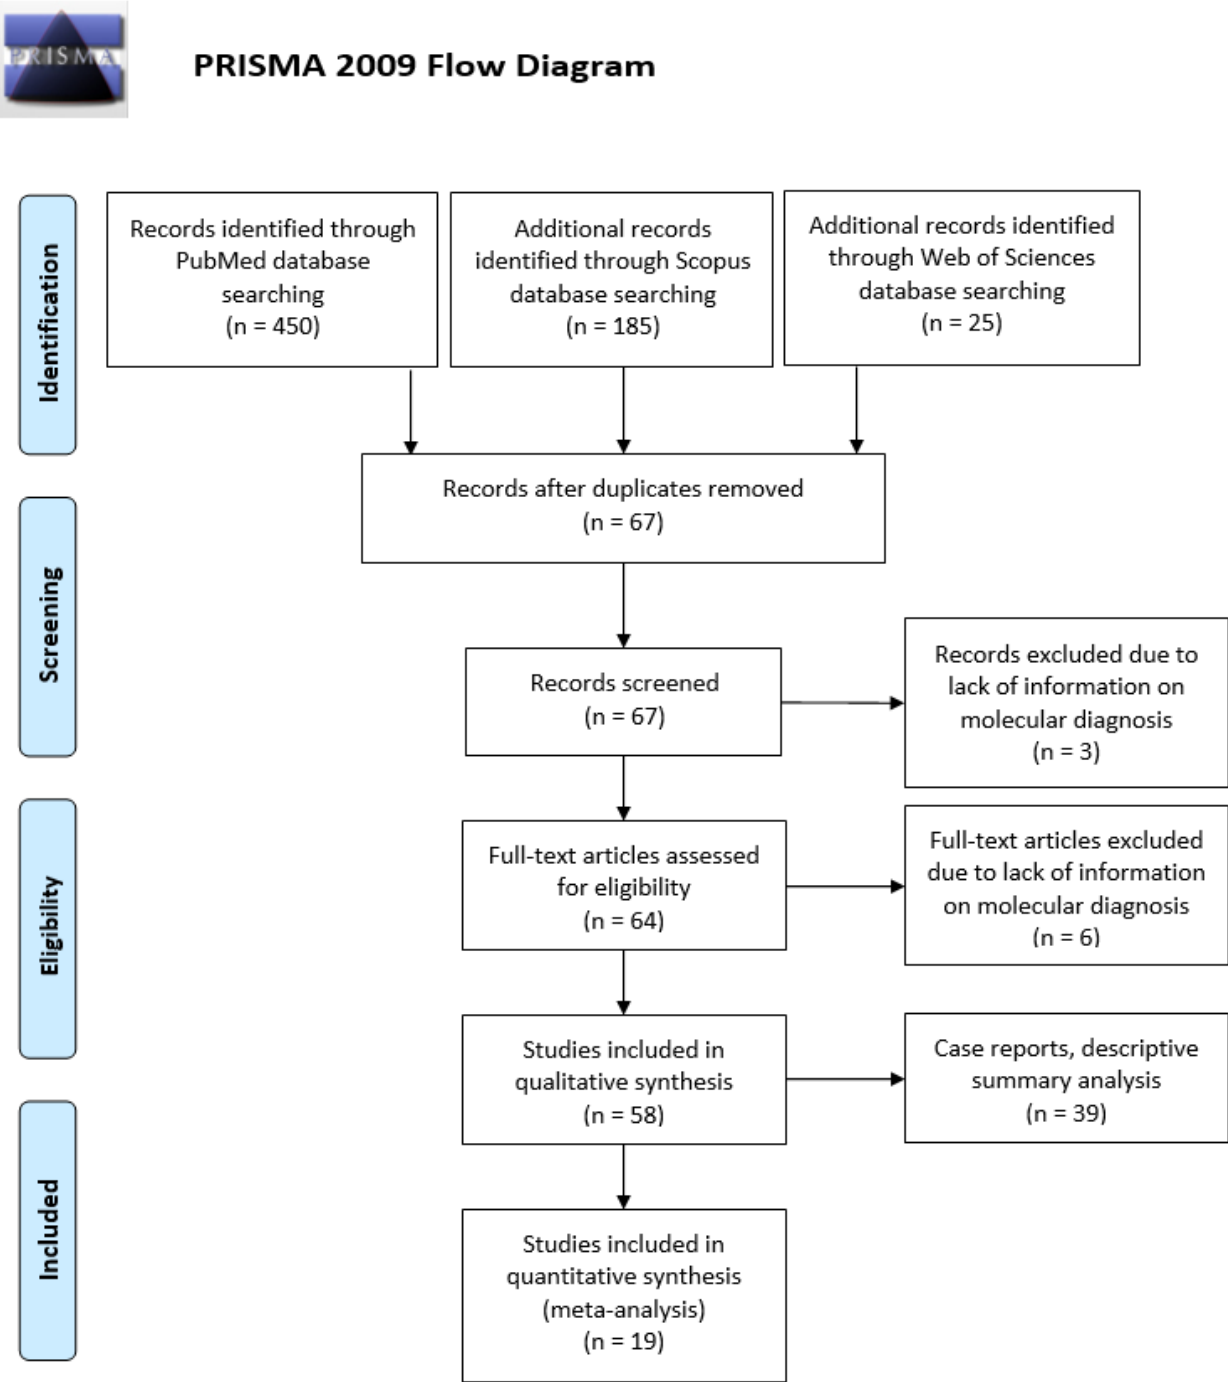 PRISMA
PRISMA 2009 Flow Diagram
Identification
Records identified through
PubMed database
searching
(n = 450)
Additional records
identified through Scopus
database searching
(n = 185)
Additional records identified
through Web of Sciences
database searching
(n = 25)
Records after duplicates removed
(n = 67)
Screening
Records screened
(n = 67)
Records excluded due to
lack of information on
molecular diagnosis
(n = 3)
Eligibility
Full-text articles assessed
for eligibility
(n = 64)
Full-text articles excluded
due to lack of information
on molecular diagnosis
(n = 6)
Studies included in
qualitative synthesis
(n = 58)
Case reports, descriptive
summary analysis
(n = 39)
Included
Studies included in
quantitative synthesis
(meta-analysis)
(n = 19)